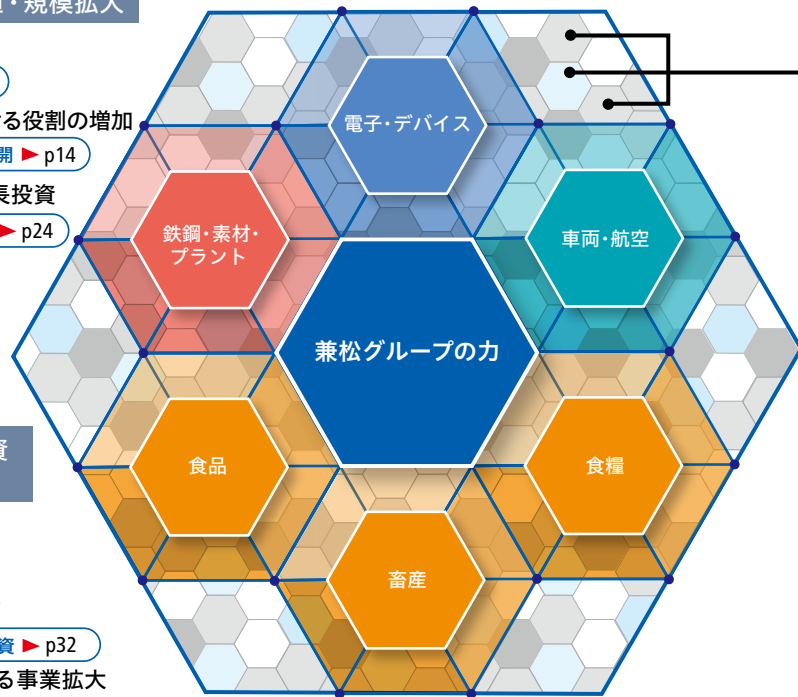 ・規模拡大
る役割の増加
開 ▶ p14
長投資
▶ p24
電子・デバイス
鉄鋼・素材・
プラント
車両・航空
兼松グループの力
資
食品
食糧
畜産
資 ▶ p32
る事業拡大